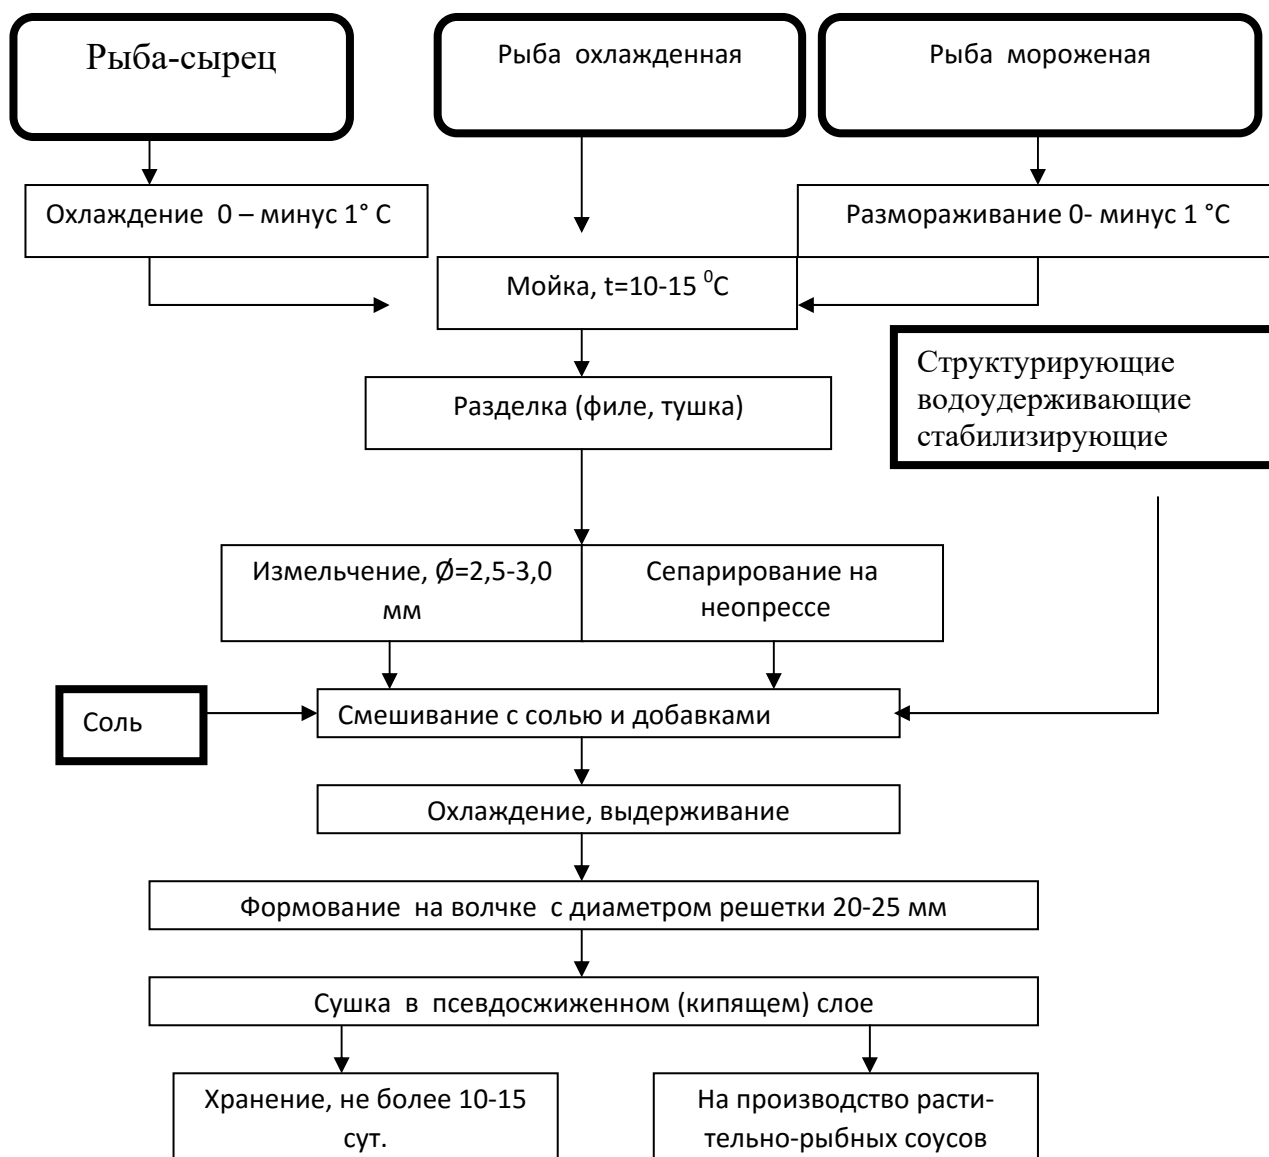 Рыба-сырец
Рыба охлажденная
Рыба мороженая
Охлаждение 0 – минус 1° С
Размораживание 0- минус 1 °С
Мойка, t=10-15 ⁰С
Структурирующие
водоудерживающие
стабилизирующие
Разделка (филе, тушка)
Измельчение, Ø=2,5-3,0
мм
Сепарирование на
неопрессе
Соль
Смешивание с солью и добавками
Охлаждение, выдерживание
Формование на волчке с диаметром решетки 20-25 мм
Сушка в псевдосжиженном (кипящем) слое
Хранение, не более 10-15
сут.
На производство расти-
тельно-рыбных соусов